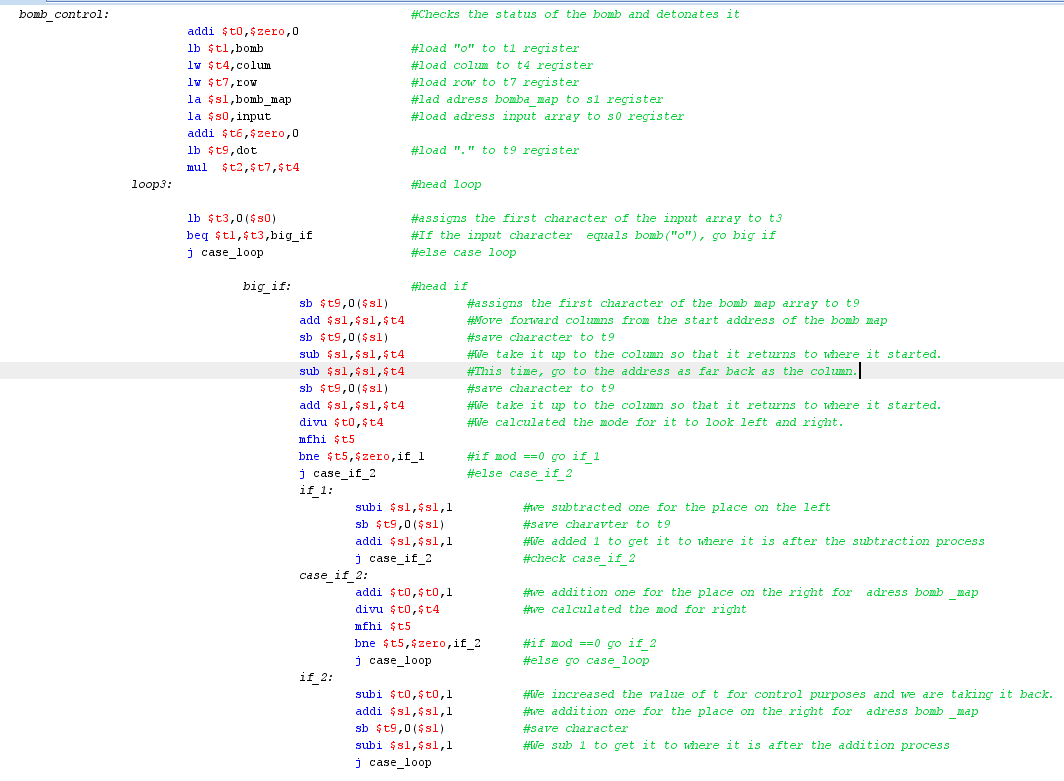 bomb_control: #Checks the status of the bomb and detonates it
addi $t0,$zero,0
lb $t1,bomb #load "o" to t1 register
lw $t4,colum #load colum to t4 register
lw $t7,row #load row to t7 register
la $s1,bomb_map #lad adress bomba_map to s1 register
la $s0,input #load adress input array to s0 register
addi $t6,$zero,0
lb $t9,dot #load "." to t9 register
mul $t2,$t7,$t4
loop3: #head loop
lb $t3,0($s0) #assigns the first character of the input array to t3
beq $t1,$t3,big_if #If the input character equals bomb("o"), go big if
j case_loop #else case loop
big_if: #head if
sb $t9,0($s1) #assigns the first character of the bomb map array to t9
add $s1,$s1,$t4 #Move forward columns from the start address of the bomb map
sb $t9,0($s1) #save character to t9
sub $s1,$s1,$t4 #We take it up to the column so that it returns to where it started.
sub $s1,$s1,$t4 #This time, go to the address as far back as the column.
sb $t9,0($s1) #save character to t9
add $s1,$s1,$t4 #We take it up to the column so that it returns to where it started.
divu $t0,$t4 #We calculated the mode for it to look left and right.
mfhi $t5
bne $t5,$zero,if_1 #if mod ==0 go if_1
j case_if_2 #else case_if_2
if_1:
subi $s1,$s1,1 #we subtracted one for the place on the left
sb $t9,0($s1) #save charavter to t9
addi $s1,$s1,1 #We added 1 to get it to where it is after the subtraction process
j case_if_2 #check case_if_2
case_if_2:
addi $t0,$t0,1 #we addition one for the place on the right for adress bomb _map
divu $t0,$t4 #we calculated the mod for right
mfhi $t5
bne $t5,$zero,if_2 #if mod ==0 go if_2
j case_loop #else go case_loop
if_2:
subi $t0,$t0,1 #We increased the value of t for control purposes and we are taking it back.
addi $s1,$s1,1 #we addition one for the place on the right for adress bomb _map
sb $t9,0($s1) #save character
subi $s1,$s1,1 #We sub 1 to get it to where it is after the addition process
j case_loop